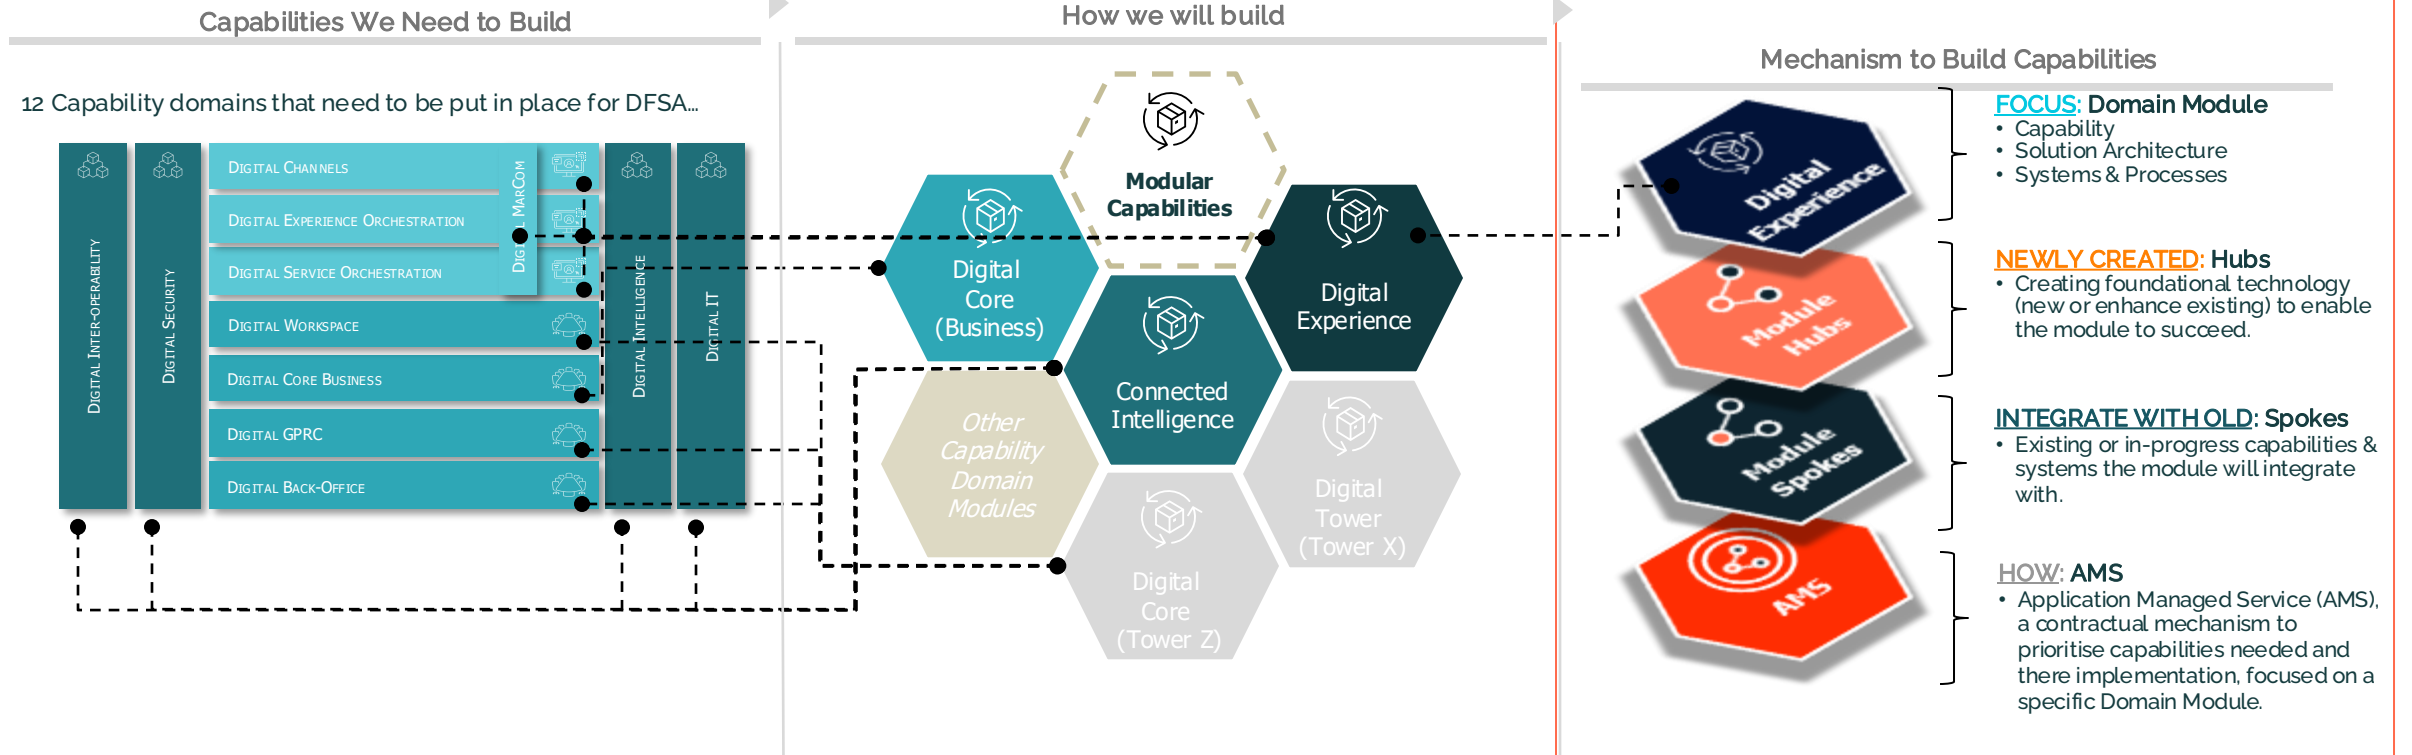 Capabilities We Need to Build
12 Capability domains that need to be put in place for DFSA...
DIGITAL INTER-OPERABILITY
DIGITAL SECURITY
DIGITAL CHANNELS
DIGITAL EXPERIENCE ORCHESTRATION
DIGITAL SERVICE ORCHESTRATION
DIGITAL MARCOM
DIGITAL WORKSPACE
DIGITAL CORE BUSINESS
DIGITAL GPRC
DIGITAL BACK-OFFICE
DIGITAL INTELLIGENCE
DIGITAL IT
How we will build
Modular
Capabilities
Digital
Core
(Business)
Digital
Experience
Connected
Intelligence
Other
Capability
Domain
Modules
Digital
Tower
(Tower X)
Digital
Core
(Tower Z)
Mechanism to Build Capabilities
Digital
Experience
Module
Hubs
Module
Spokes
AMS
FOCUS: Domain Module
• Capability
• Solution Architecture
• Systems & Processes
NEWLY CREATED: Hubs
• Creating foundational technology
(new or enhance existing) to enable
the module to succeed.
INTEGRATE WITH OLD: Spokes
• Existing or in-progress capabilities &
systems the module will integrate
with.
HOW: AMS
• Application Managed Service (AMS),
a contractual mechanism to
prioritise capabilities needed and
there implementation, focused on a
specific Domain Module.